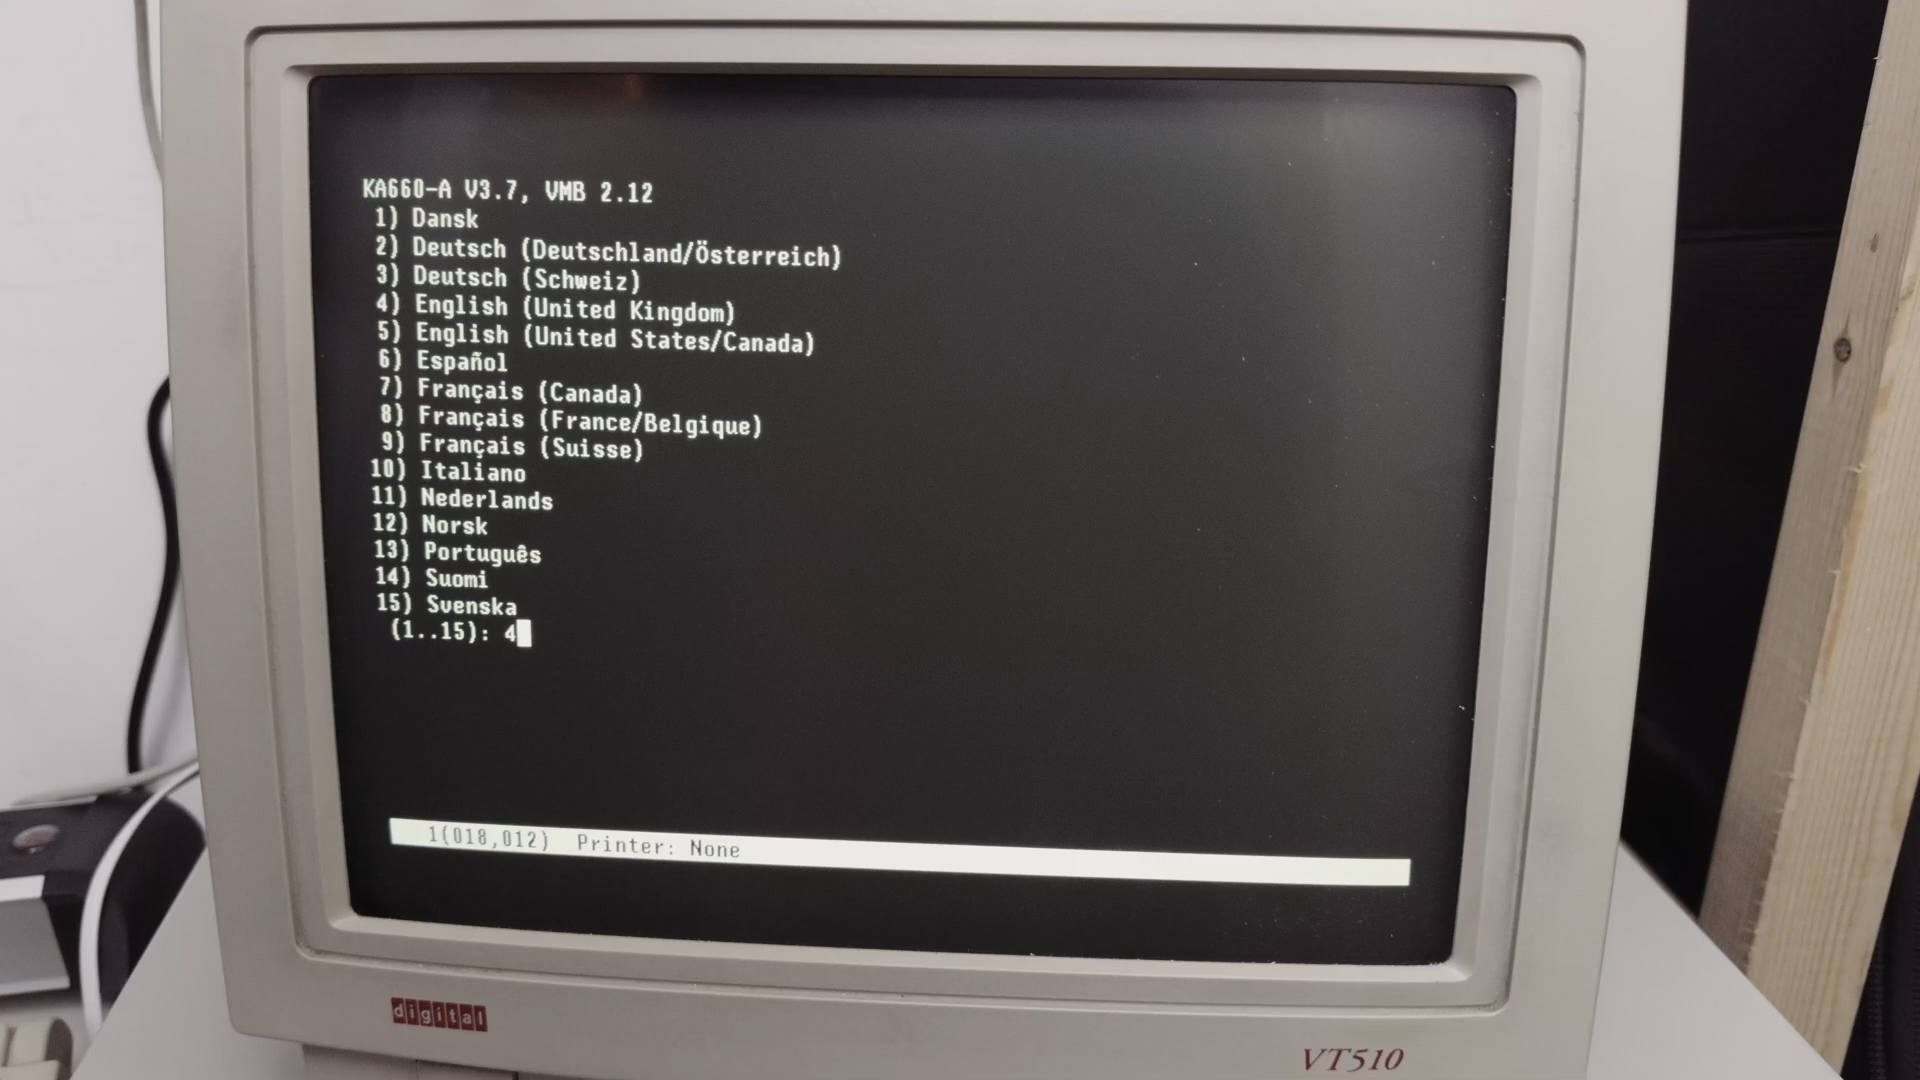 KA660-A V3.7, VMB 2.12
1) Dansk
2) Deutsch (Deutschland/Österreich)
3) Deutsch (Schweiz)
4) English (United Kingdom)
5) English (United States/Canada)
6) Español
7) Français (Canada)
8) Français (France/Belgique)
9) Français (Suisse)
10) Italiano
11) Nederlands
12) Norsk
13) Português
14) Suomi
15) Svenska
(1..15): 4
1(018,012) Printer: None
digital
VT510